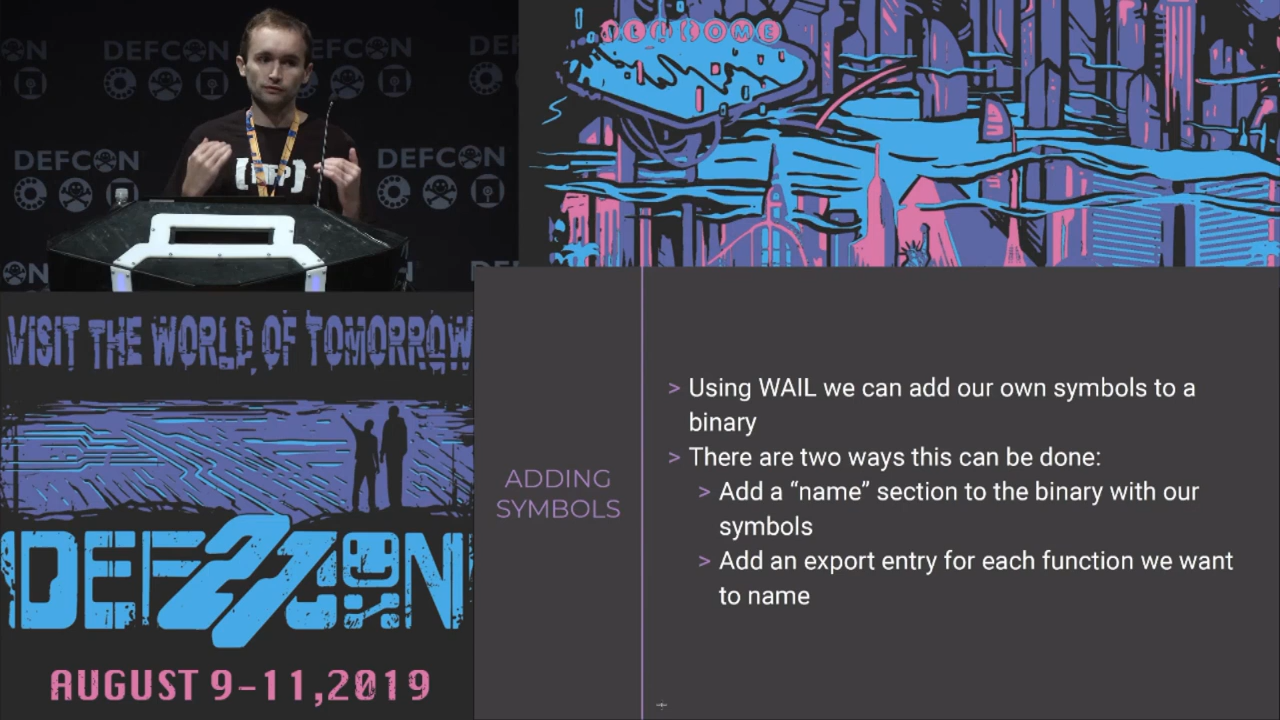 DEFCON
DEFCON
DEFCON
DEFCON
WELCOME
VISIT THE WORLD OF TOMORROW
DEFCON
27
AUGUST 9-11,2019
ADDING
SYMBOLS
> Using WAIL we can add our own symbols to a
binary
> There are two ways this can be done:
> Add a “name” section to the binary with our
symbols
> Add an export entry for each function we want
to name